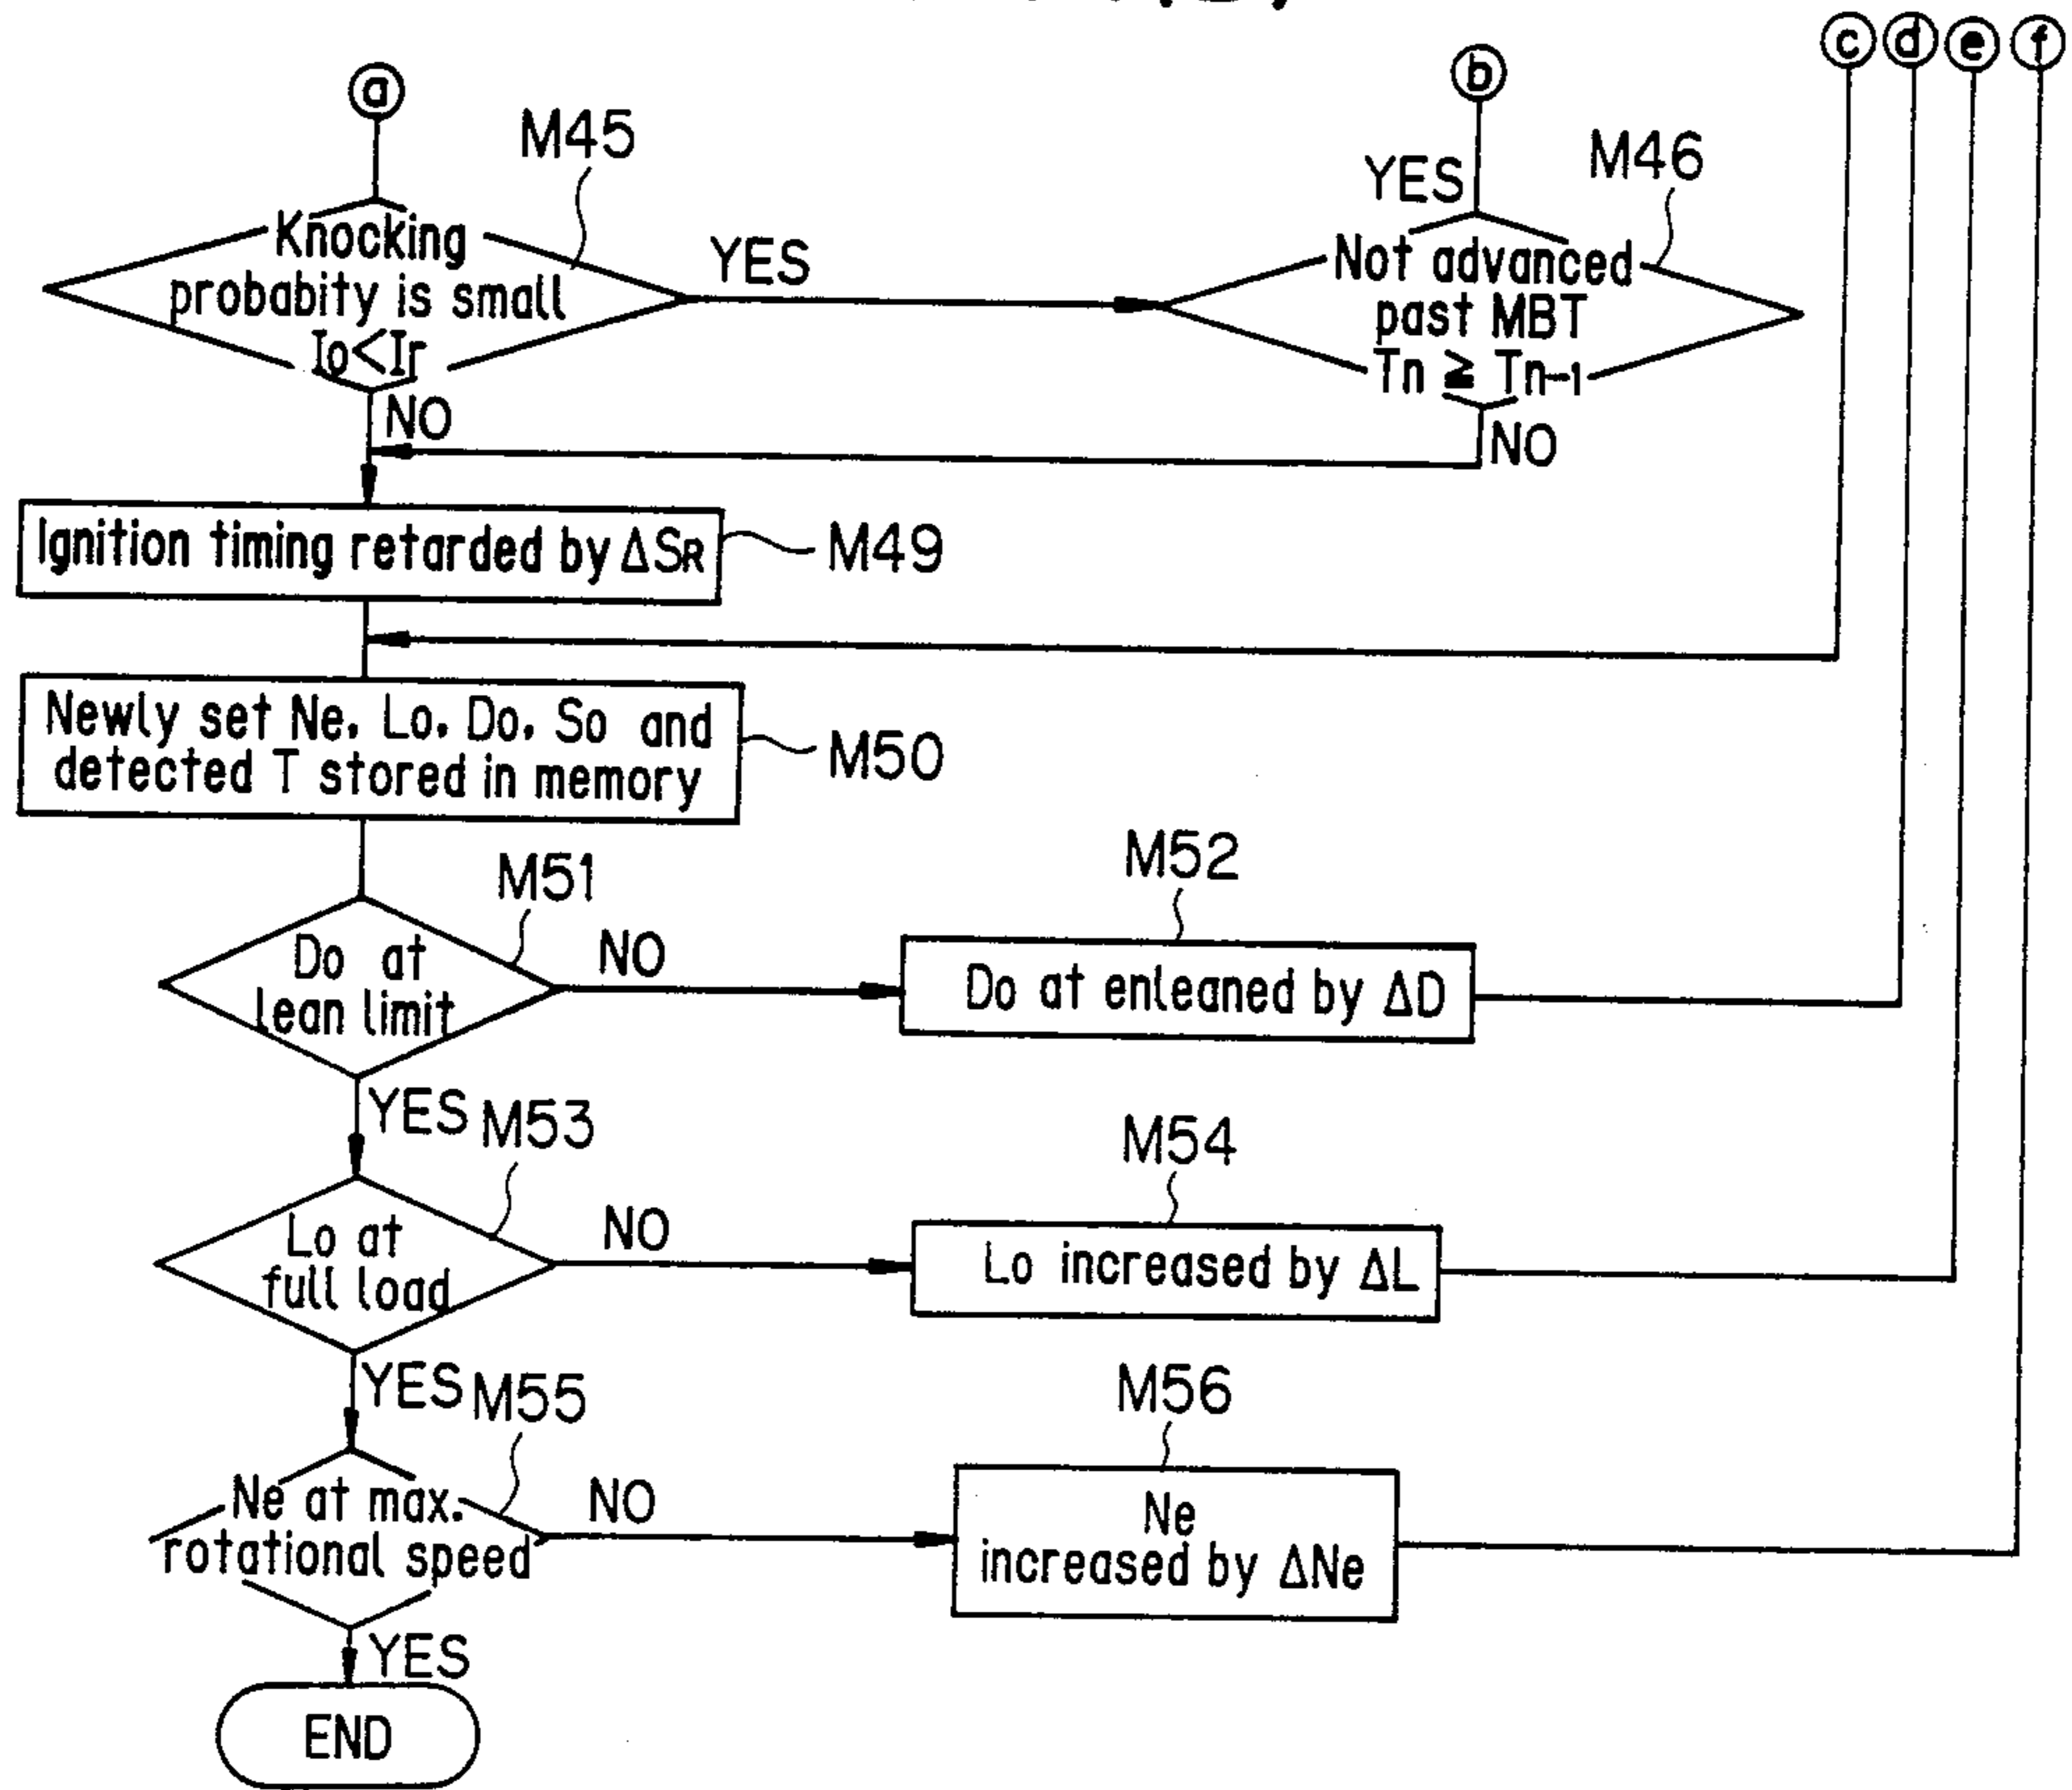 a
b
c d e f
M45
M46
Knocking
probabity is small
Io<Ir
YES
YES
Not advanced
past MBT
Tn ≧ Tn-1
NO
NO
Ignition timing retarded by ΔSR
M49
Newly set Ne, Lo, Do, So and
detected T stored in memory
M50
M51
M52
Do at
lean limit
NO
Do at enleaned by ΔD
YES
M53
M54
Lo at
full load
NO
Lo increased by ΔL
YES
M55
M56
Ne at max.
rotational speed
NO
Ne
increased by ΔNe
YES
END